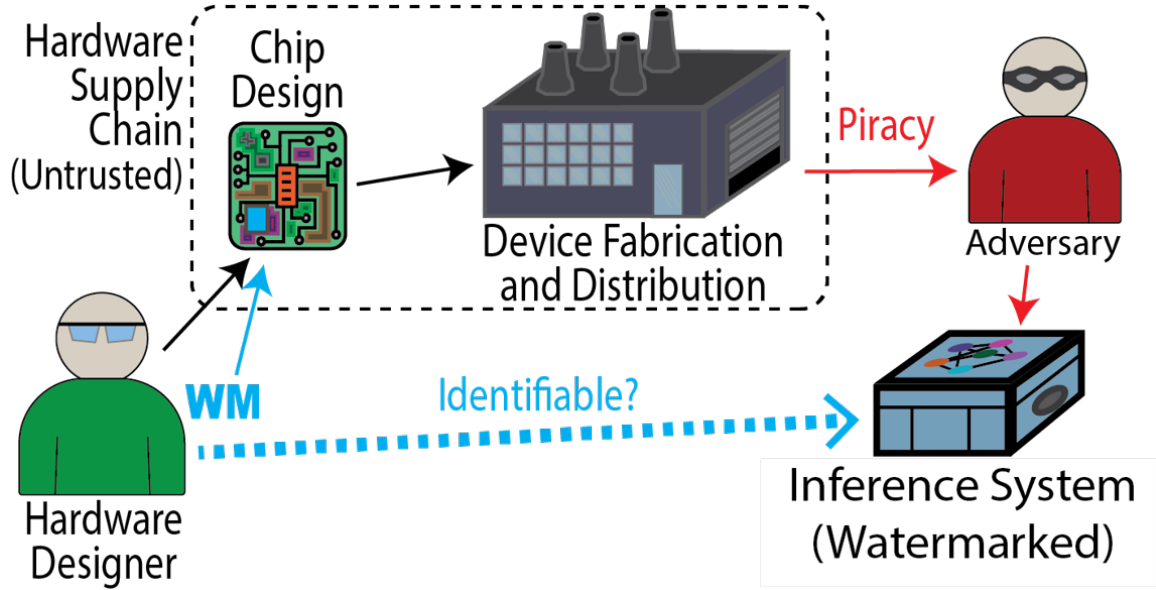 Hardware
Supply
Chain
(Untrusted)
Chip
Design
Device Fabrication
and Distribution
Piracy
Adversary
WM
Identifiable?
Hardware
Designer
Inference System
(Watermarked)